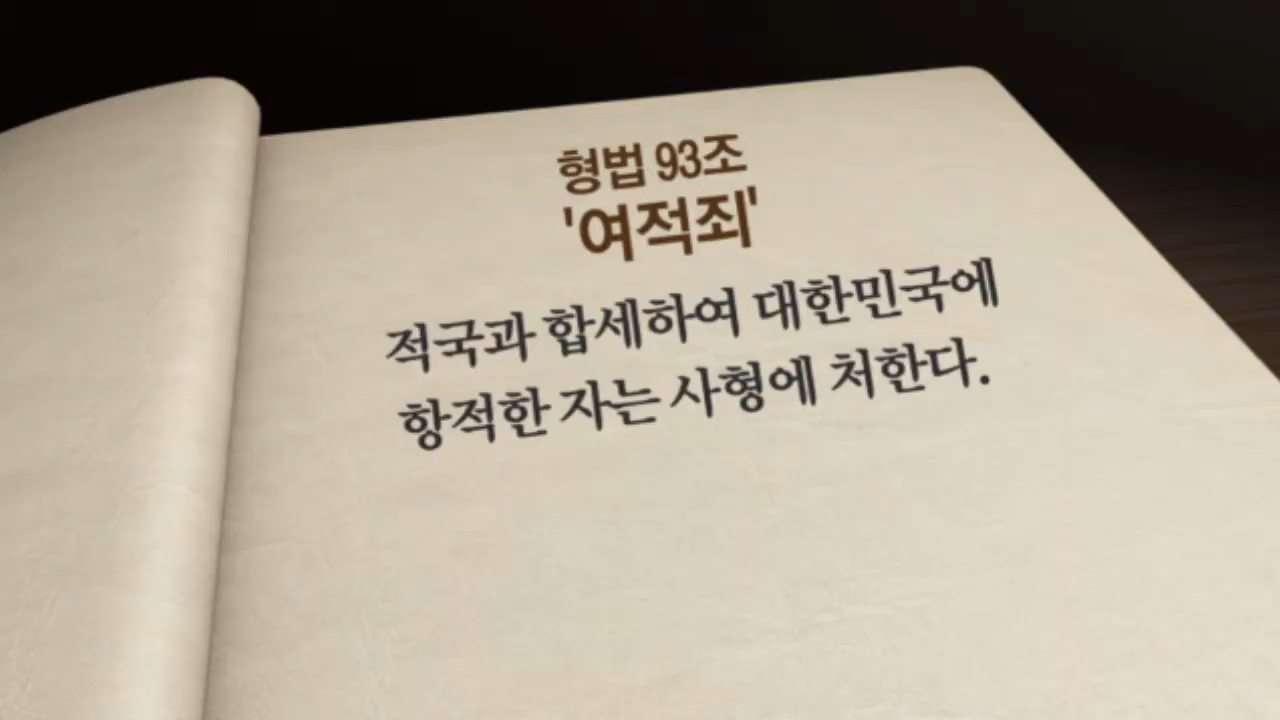 형법 93조
'여적죄'
적국과 합세하여 대한민국에
항적한 자는 사형에 처한다.